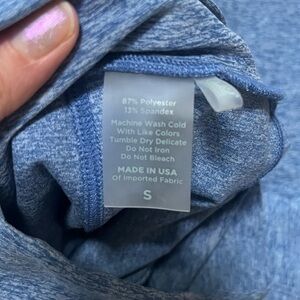 87% Polyester
13% Spandex
Machine Wash Cold
With Like Colors
Tumble Dry Delicate
Do Not Iron
Do Not Bleach
MADE IN USA
Of Imported Fabric
S